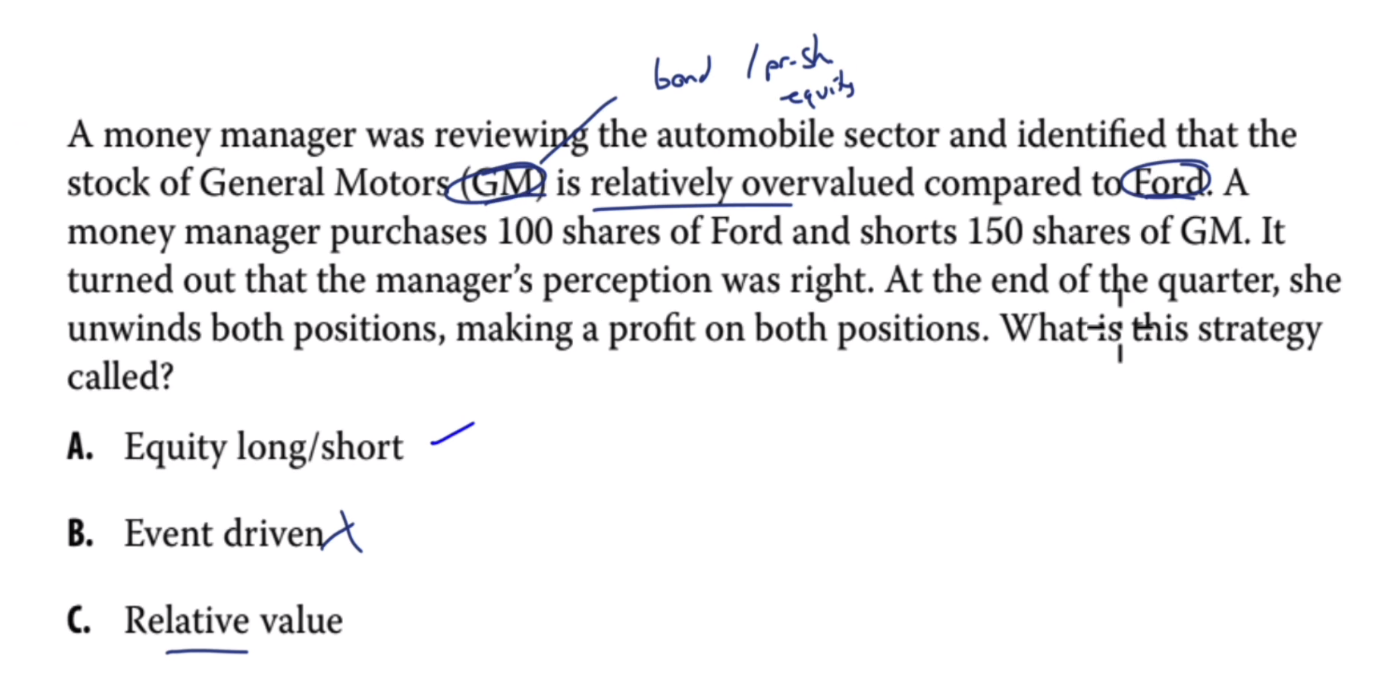 bond / pr. sh
equity
A money manager was reviewing the automobile sector and identified that the
stock of General Motors (GM) is relatively overvalued compared to Ford. A
money manager purchases 100 shares of Ford and shorts 150 shares of GM. It
turned out that the manager’s perception was right. At the end of the quarter, she
unwinds both positions, making a profit on both positions. What is this strategy
called?
A. Equity long/short
B. Event driven
C. Relative value